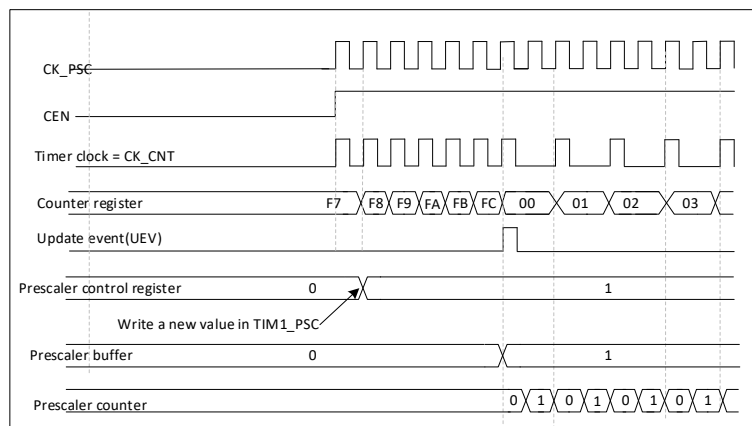 CK_PSC
CEN
Timer clock = CK_CNT
Counter register F7 F8 F9 FA FB FC 00 01 02 03
Update event(UEV)
Prescaler control register 0 1
Write a new value in TIM1_PSC
Prescaler buffer 0 1
Prescaler counter 0 1 0 1 0 1 0 1